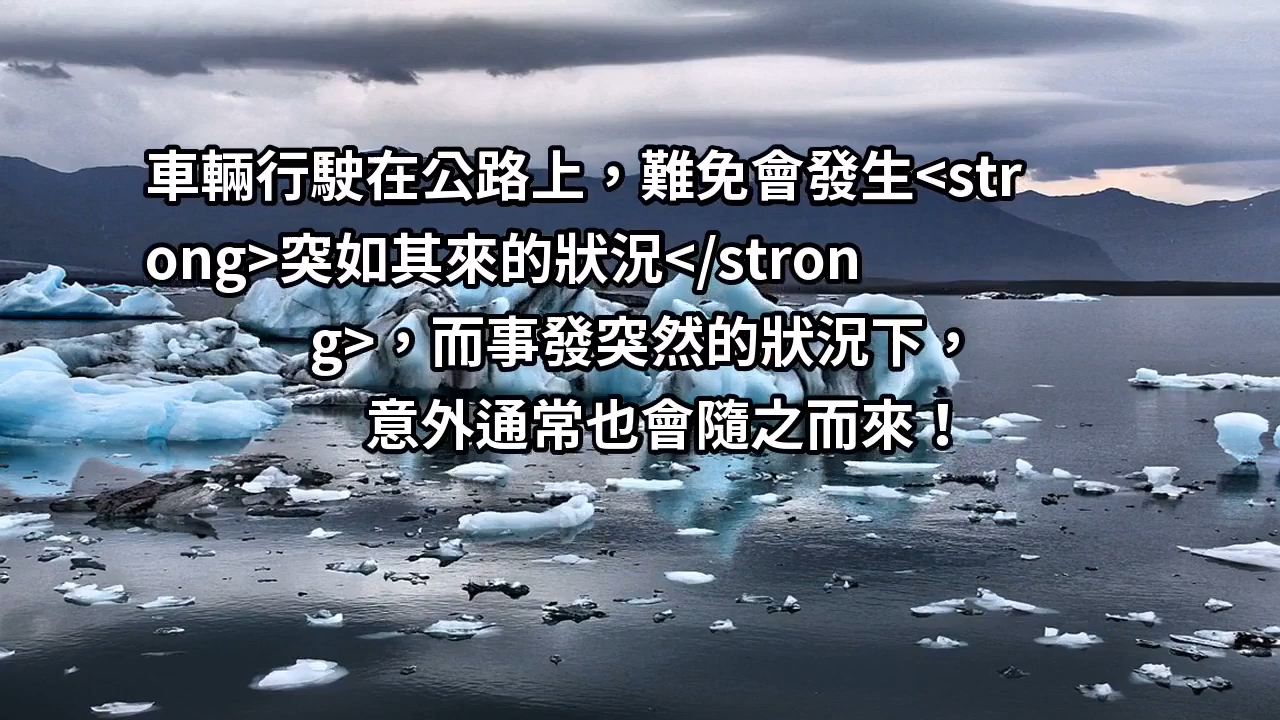 車輛行駛在公路上，難免會發生<str
ong>突如其來的狀況</stron
g>，而事發突然的狀況下，
意外通常也會隨之而來！